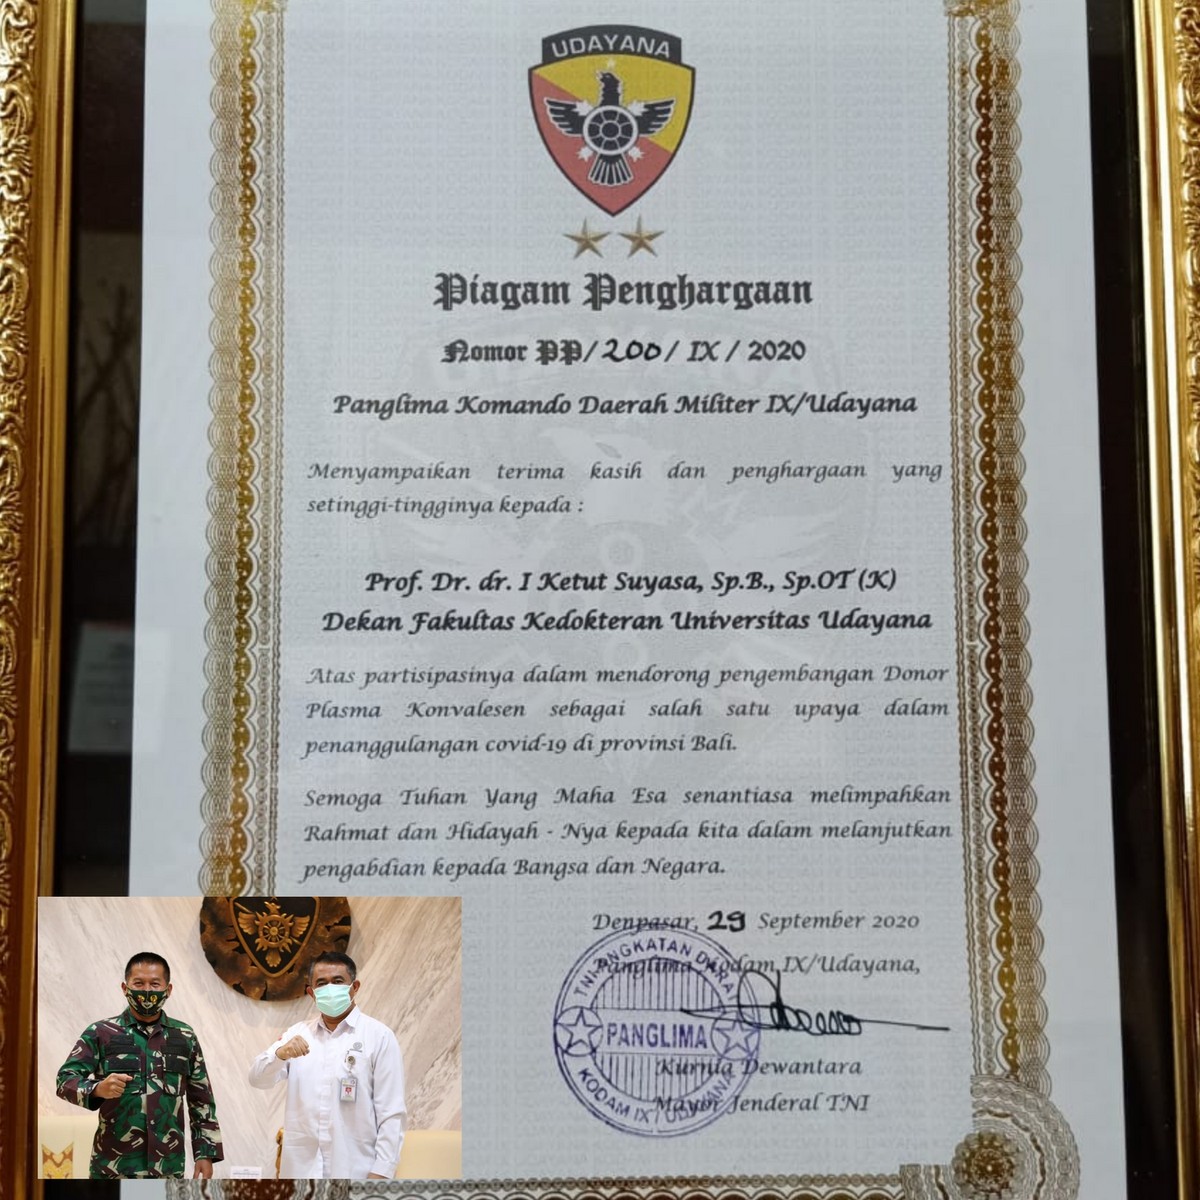 UDAYANA
Piagam Penghargaan
Nomor PP/200/IX/2020
Panglima Komando Daerah Militer IX/Udayana
Menyampaikan terima kasih dan penghargaan yang
setinggi-tingginya kepada :
Prof. Dr. dr. I Ketut Suyasa, Sp.B., Sp.OT (K)
Dekan Fakultas Kedokteran Universitas Udayana
Atas partisipasinya dalam mendorong pengembangan Donor
Plasma Konvalesen sebagai salah satu upaya dalam
penanggulangan covid-19 di provinsi Bali.
Semoga Tuhan Yang Maha Esa senantiasa melimpahkan
Rahmat dan Hidayah - Nya kepada kita dalam melanjutkan
pengabdian kepada Bangsa dan Negara.
Denpasar, 29 September 2020
Panglima Kodam IX/Udayana,
TNI ANGKATAN DARAT
PANGLIMA
KODAM IX/UDAYANA
Kurnia Dewantara
Mayor Jenderal TNI